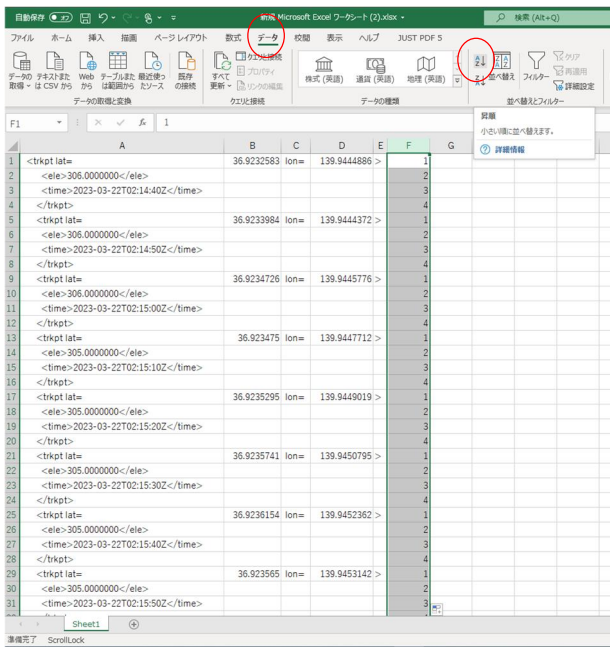 自動保存 オフ 新規 Microsoft Excel ワークシート (2).xlsx 検索 (Alt+Q)
ファイル ホーム 挿入 描画 ページ レイアウト 数式 データ 校閲 表示 ヘルプ JUST PDF 5
データの取得 テキストまたは CSV から Web から テーブルまたは範囲から 最近使ったソース 既存の接続
すべて更新 クエリと接続 プロパティ リンクの編集
株式 (英語) 通貨 (英語) 地理 (英語)
並べ替え フィルター クリア 再適用 詳細設定
データの取得と変換 クエリと接続 データの種類 並べ替えとフィルター
F1 fx 1
昇順
小さい順に並べ替えます。
詳細情報
A B C D E F G
1 <trkpt lat= 36.9232583 lon= 139.9444886 > 1
2 <ele>306.0000000</ele> 2
3 <time>2023-03-22T02:14:40Z</time> 3
4 </trkpt> 4
5 <trkpt lat= 36.9233984 lon= 139.9444372 > 1
6 <ele>306.0000000</ele> 2
7 <time>2023-03-22T02:14:50Z</time> 3
8 </trkpt> 4
9 <trkpt lat= 36.9234726 lon= 139.9445776 > 1
10 <ele>306.0000000</ele> 2
11 <time>2023-03-22T02:15:00Z</time> 3
12 </trkpt> 4
13 <trkpt lat= 36.923475 lon= 139.9447712 > 1
14 <ele>305.0000000</ele> 2
15 <time>2023-03-22T02:15:10Z</time> 3
16 </trkpt> 4
17 <trkpt lat= 36.9235295 lon= 139.9449019 > 1
18 <ele>305.0000000</ele> 2
19 <time>2023-03-22T02:15:20Z</time> 3
20 </trkpt> 4
21 <trkpt lat= 36.9235741 lon= 139.9450795 > 1
22 <ele>305.0000000</ele> 2
23 <time>2023-03-22T02:15:30Z</time> 3
24 </trkpt> 4
25 <trkpt lat= 36.9236154 lon= 139.9452362 > 1
26 <ele>305.0000000</ele> 2
27 <time>2023-03-22T02:15:40Z</time> 3
28 </trkpt> 4
29 <trkpt lat= 36.923565 lon= 139.9453142 > 1
30 <ele>305.0000000</ele> 2
31 <time>2023-03-22T02:15:50Z</time> 3
Sheet1
準備完了 ScrollLock